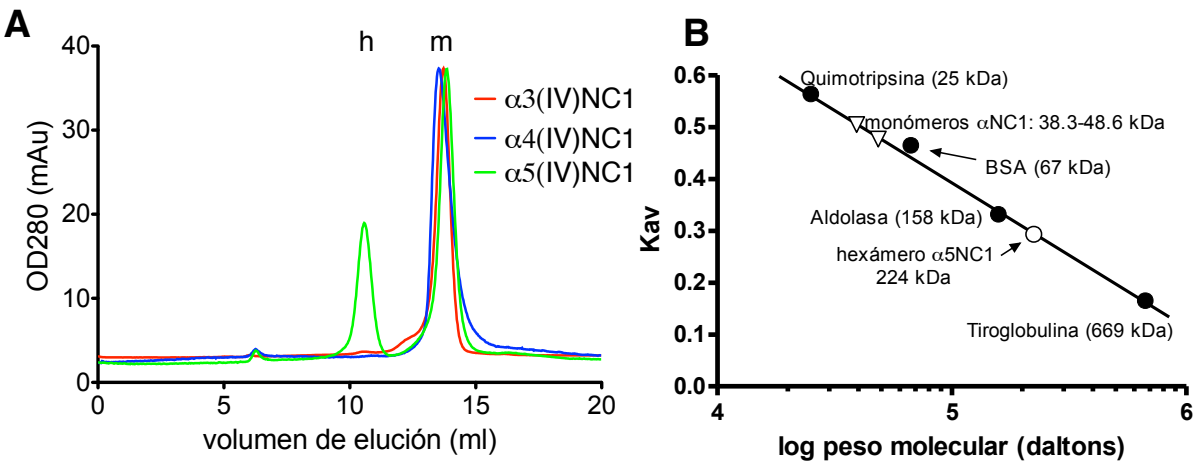 A
h m
40
30
20
10
0
OD280 (mAu)
0 5 10 15 20
volumen de elución (ml)
α3(IV)NC1
α4(IV)NC1
α5(IV)NC1
B
0.6
0.5
0.4
0.3
0.2
0.1
0.0
Kav
4 5 6
log peso molecular (daltons)
Quimotripsina (25 kDa)
monómeros αNC1: 38.3-48.6 kDa
BSA (67 kDa)
Aldolasa (158 kDa)
hexámero α5NC1
224 kDa
Tiroglobulina (669 kDa)